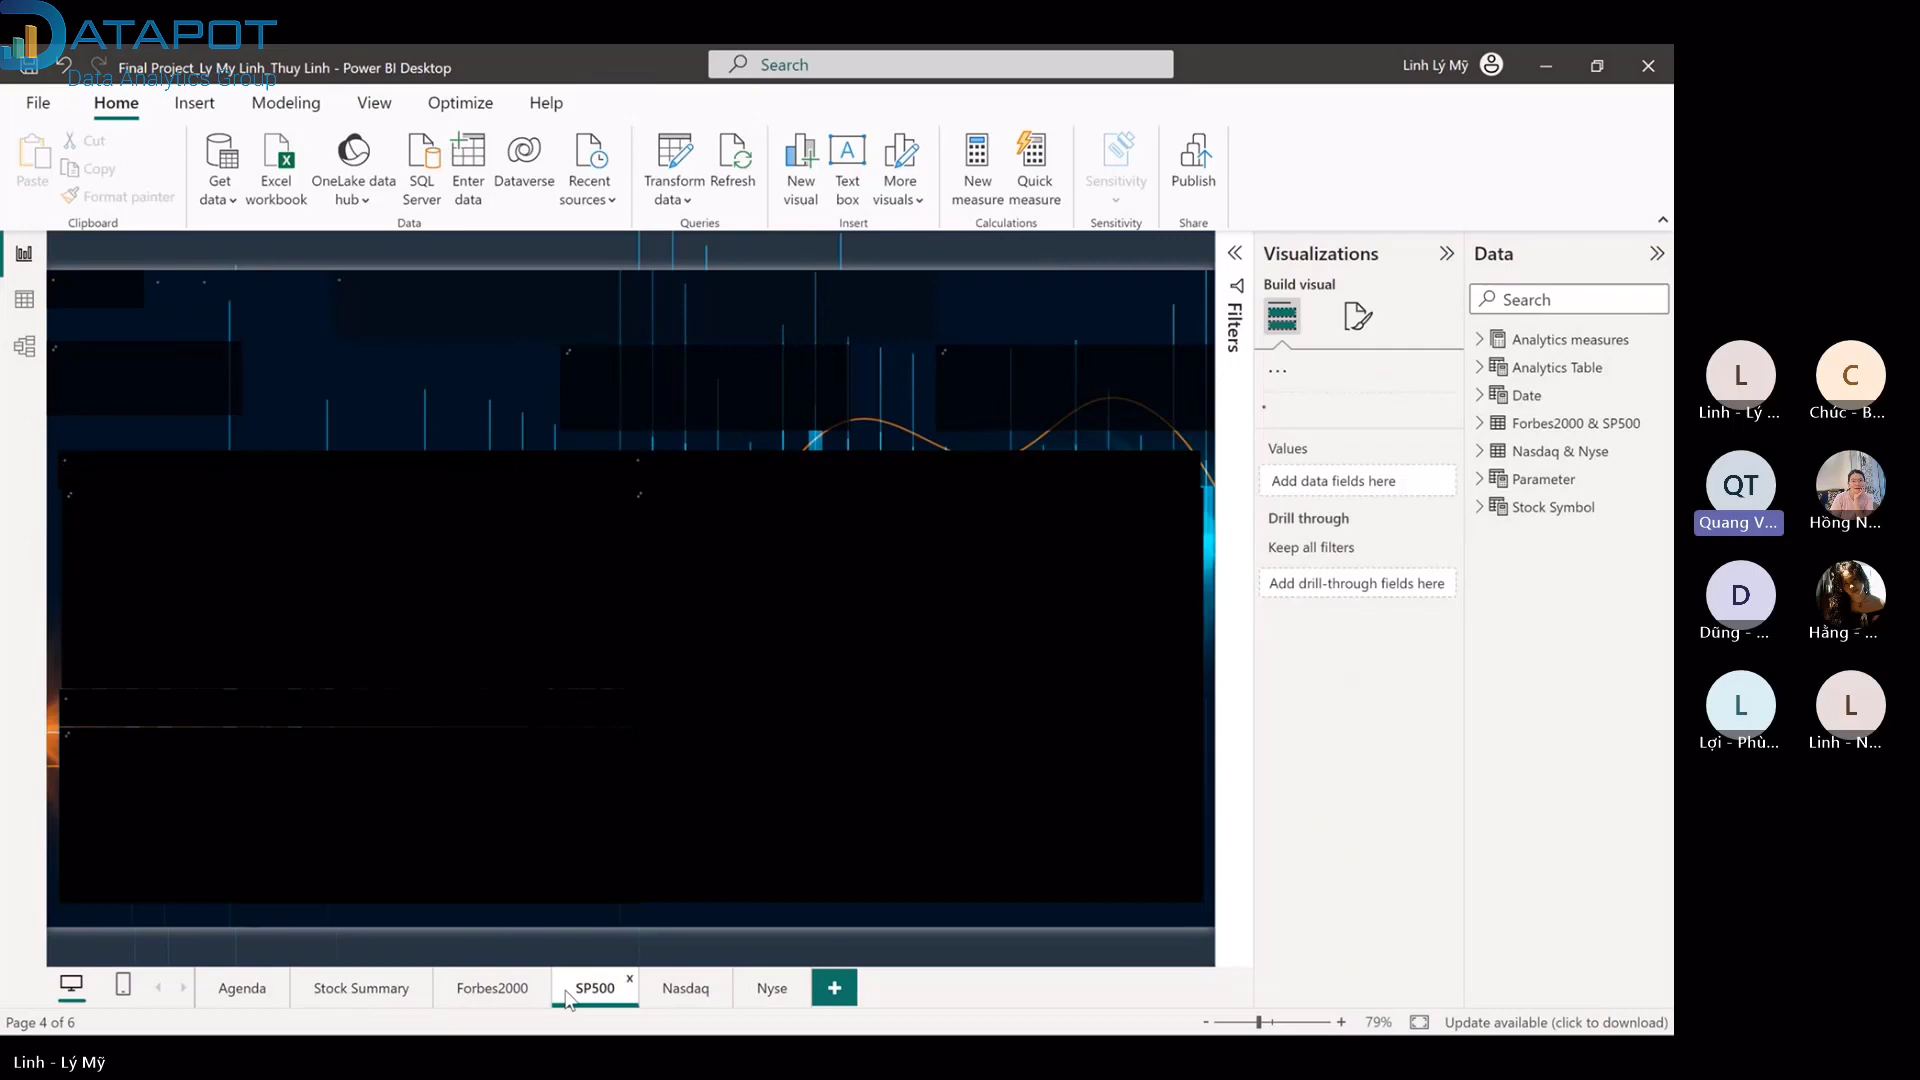 DATAPOT
Data Analytics Group
Final Project_Ly My Linh_Thuy Linh - Power BI Desktop
Search
Linh Lý Mỹ
File
Home
Insert
Modeling
View
Optimize
Help
Paste
Cut
Copy
Format painter
Clipboard
Get data
Excel workbook
OneLake data hub
SQL Server
Enter data
Dataverse
Recent sources
Data
Transform data
Refresh
Queries
New visual
Text box
More visuals
Insert
New measure
Quick measure
Calculations
Sensitivity
Sensitivity
Publish
Share
Filters
Visualizations
Build visual
...
Values
Add data fields here
Drill through
Keep all filters
Add drill-through fields here
Data
Search
Analytics measures
Analytics Table
Date
Forbes2000 & SP500
Nasdaq & Nyse
Parameter
Stock Symbol
L
Linh - Lý ...
C
Chúc - B...
QT
Quang V...
Hồng N...
D
Dũng - ...
Hằng - ...
L
Lợi - Phù...
L
Linh - N...
Agenda
Stock Summary
Forbes2000
SP500
x
Nasdaq
Nyse
+
Page 4 of 6
- + 79%
Update available (click to download)
Linh - Lý Mỹ